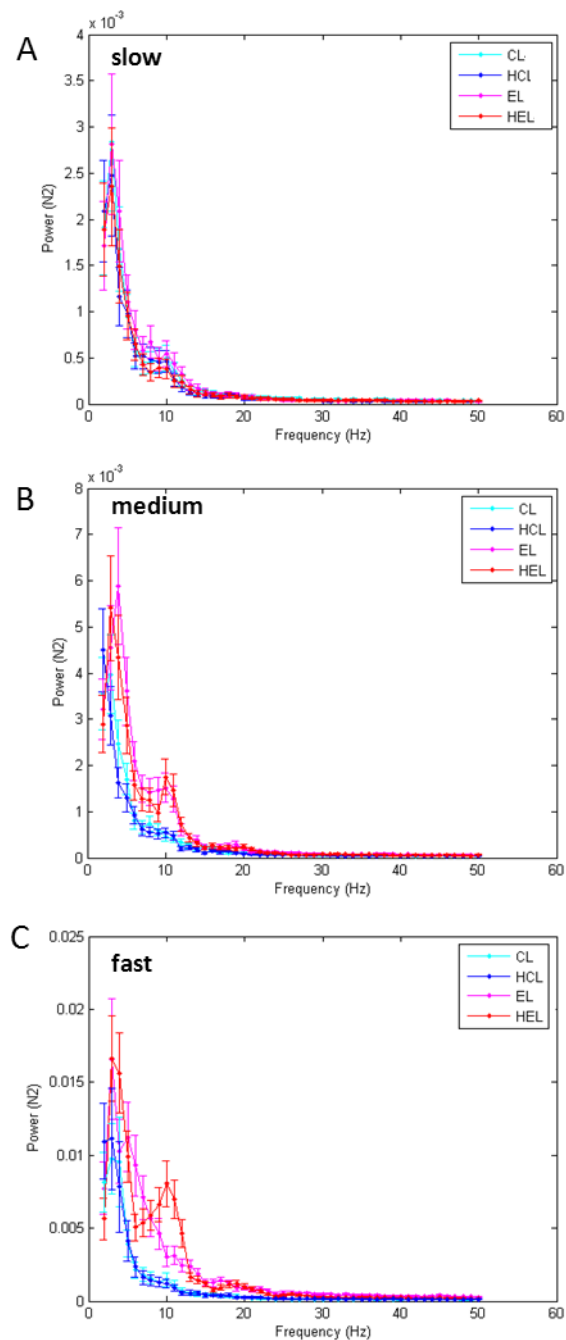 A
slow
x 10-3
4
3.5
3
2.5
2
1.5
1
0.5
0
Power (N2)
0 10 20 30 40 50 60
Frequency (Hz)
CL
HCL
EL
HEL
B
medium
x 10-3
8
7
6
5
4
3
2
1
0
Power (N2)
0 10 20 30 40 50 60
Frequency (Hz)
CL
HCL
EL
HEL
C
fast
0.025
0.02
0.015
0.01
0.005
0
Power (N2)
0 10 20 30 40 50 60
Frequency (Hz)
CL
HCL
EL
HEL